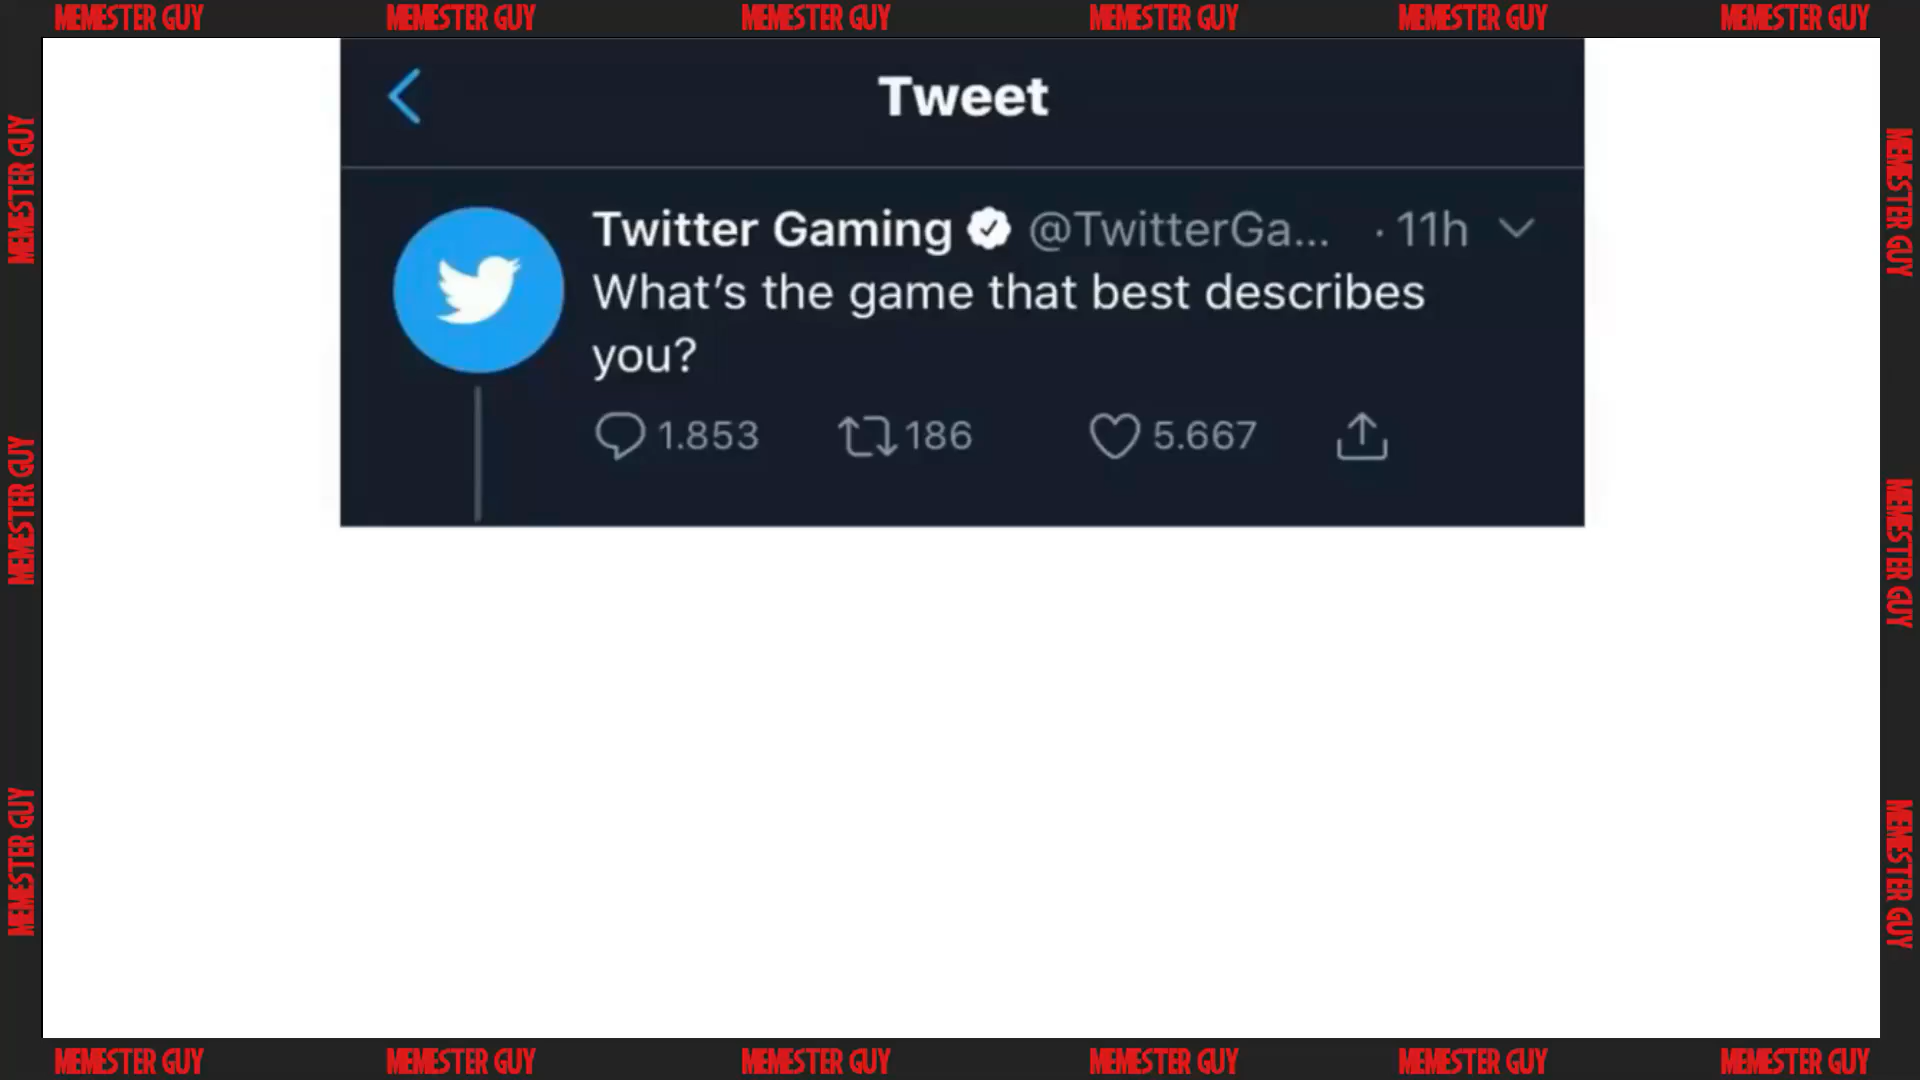 MEMESTER GUY MEMESTER GUY MEMESTER GUY MEMESTER GUY MEMESTER GUY MEMESTER GUY
Tweet
Twitter Gaming @TwitterGa... · 11h
What's the game that best describes
you?
1.853 186 5.667
MEMESTER GUY
MEMESTER GUY
MEMESTER GUY
MEMESTER GUY
MEMESTER GUY
MEMESTER GUY
MEMESTER GUY MEMESTER GUY MEMESTER GUY MEMESTER GUY MEMESTER GUY MEMESTER GUY